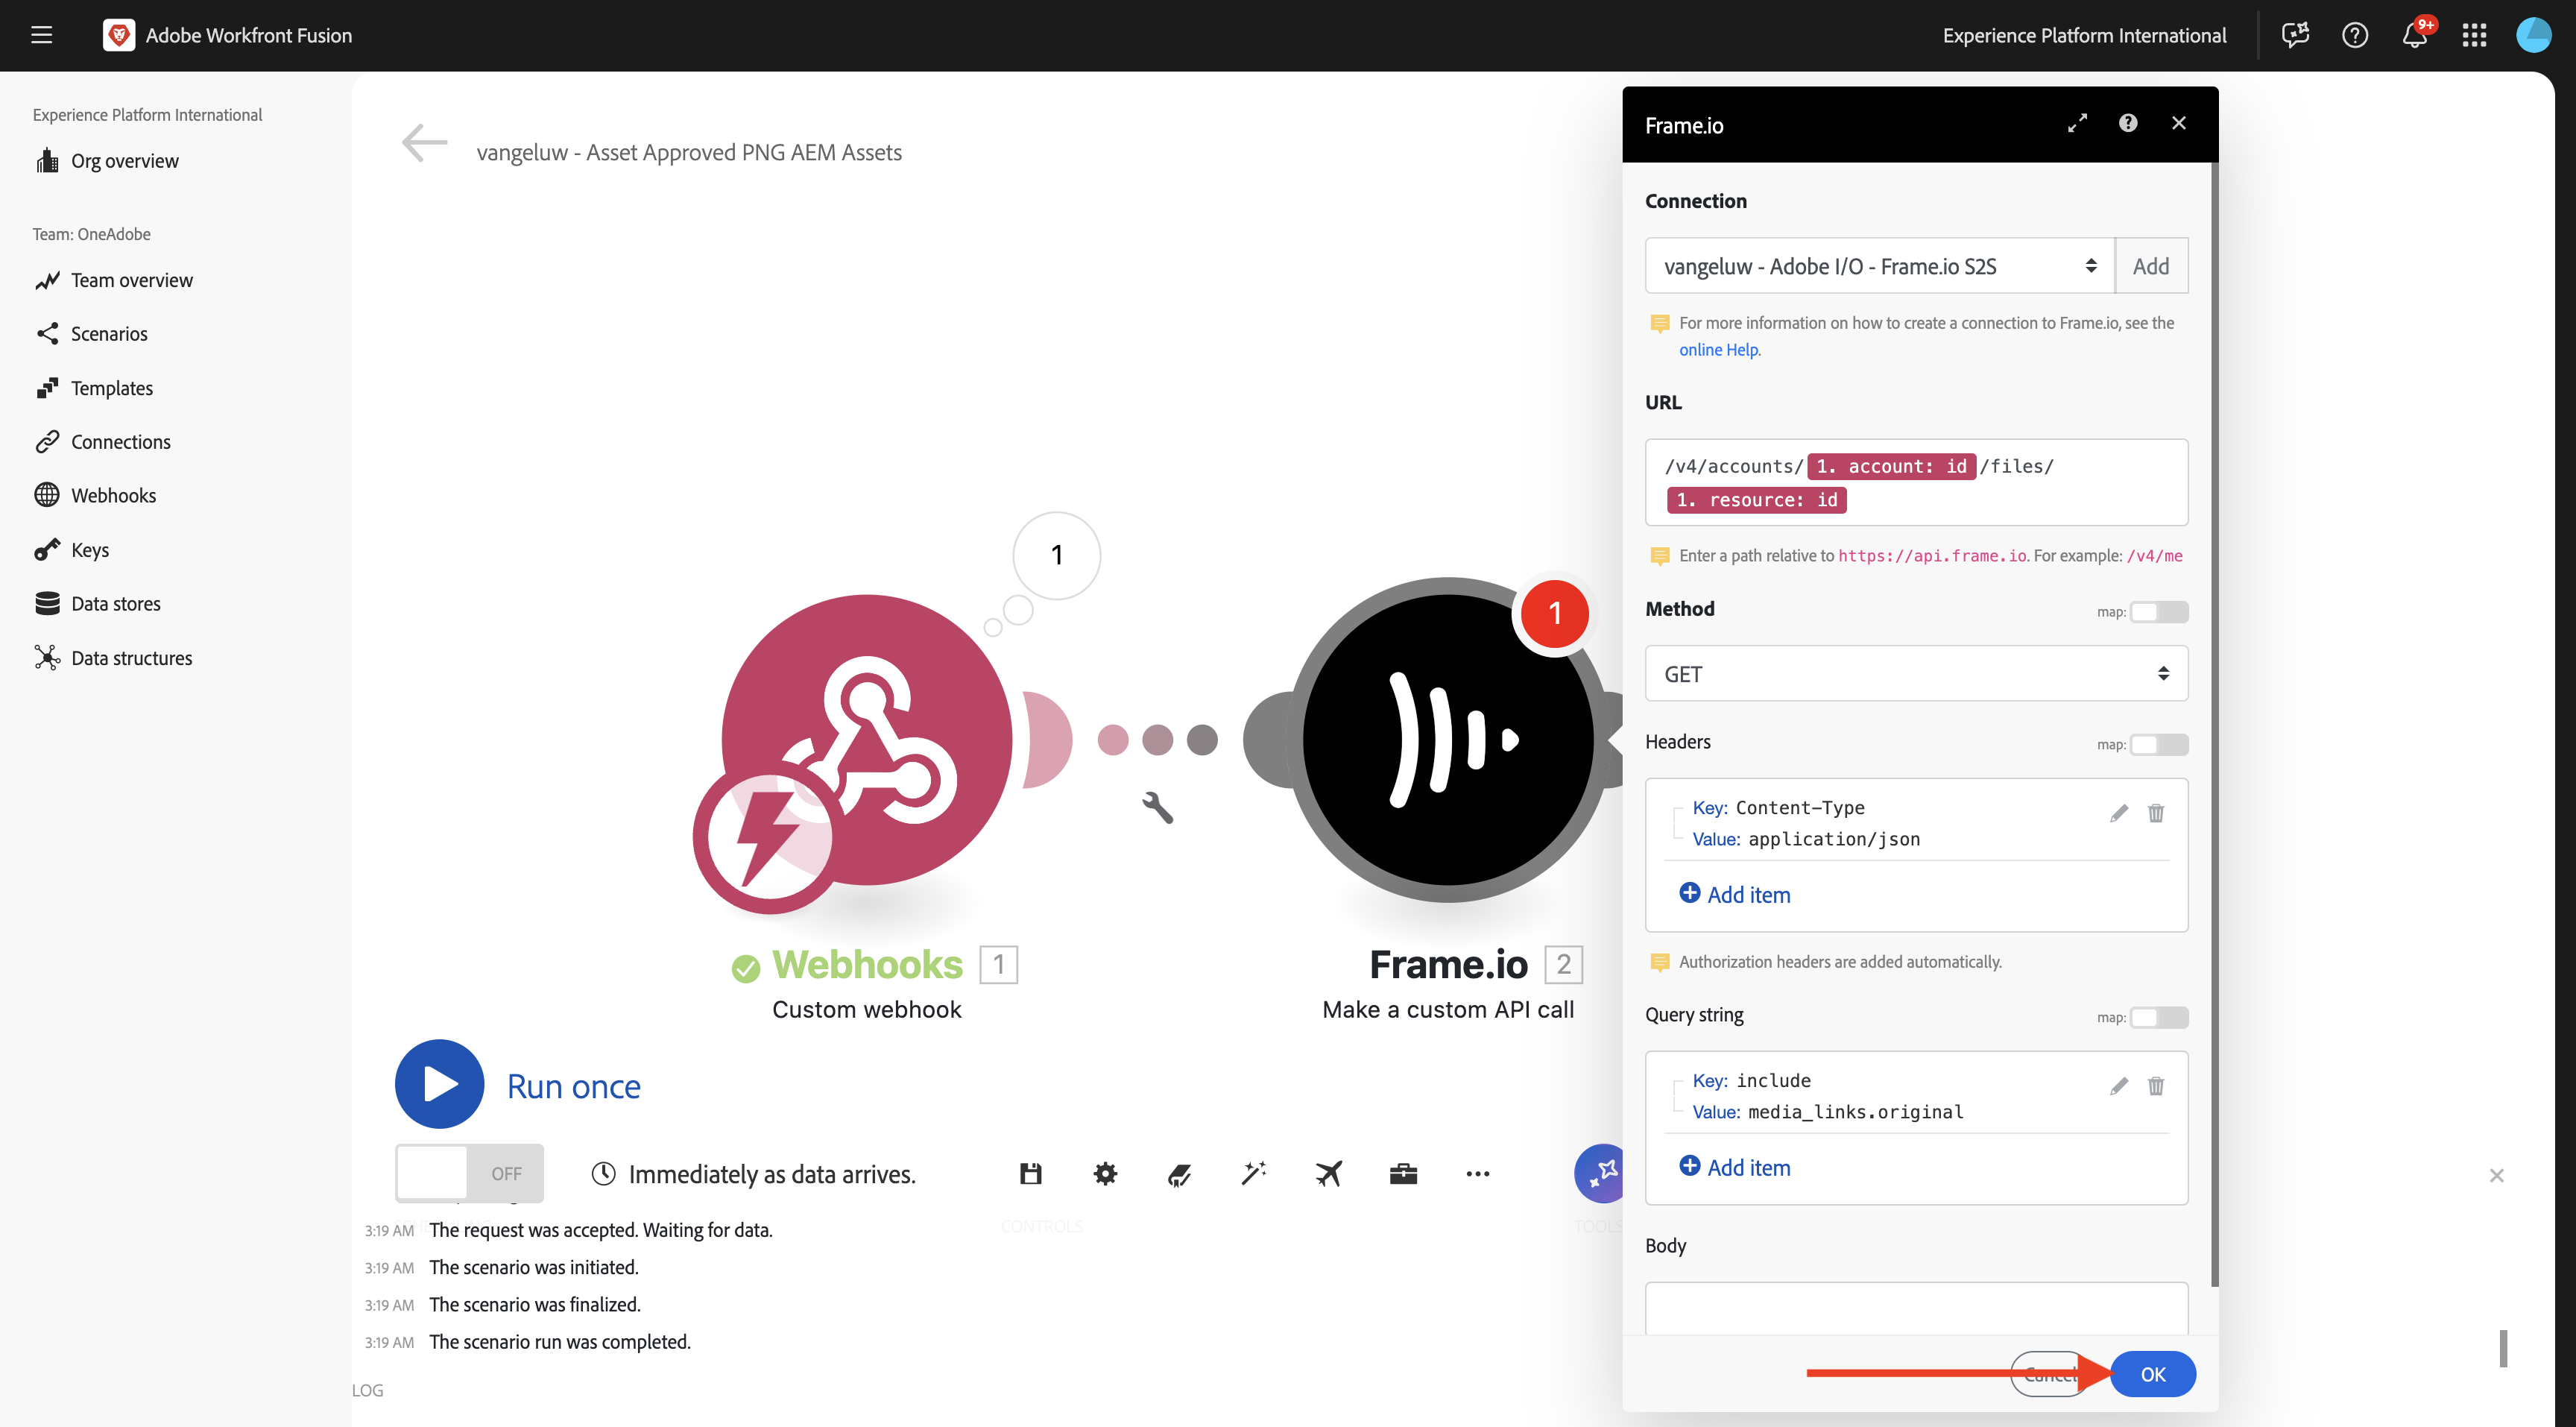 Adobe Workfront Fusion
Experience Platform International
9+
Experience Platform International
Org overview
Team: OneAdobe
Team overview
Scenarios
Templates
Connections
Webhooks
Keys
Data stores
Data structures
vangeluw - Asset Approved PNG AEM Assets
1
1
Webhooks 1
Custom webhook
Frame.io 2
Make a custom API call
Run once
OFF
Immediately as data arrives.
CONTROLS
TOOLS
3:19 AM The request was accepted. Waiting for data.
3:19 AM The scenario was initiated.
3:19 AM The scenario was finalized.
3:19 AM The scenario run was completed.
LOG
Frame.io
Connection
vangeluw - Adobe I/O - Frame.io S2S
Add
For more information on how to create a connection to Frame.io, see the
online Help.
URL
/v4/accounts/ 1. account: id /files/
1. resource: id
Enter a path relative to https://api.frame.io. For example: /v4/me
Method
map:
GET
Headers
map:
Key: Content-Type
Value: application/json
Add item
Authorization headers are added automatically.
Query string
map:
Key: include
Value: media_links.original
Add item
Body
Cancel
OK